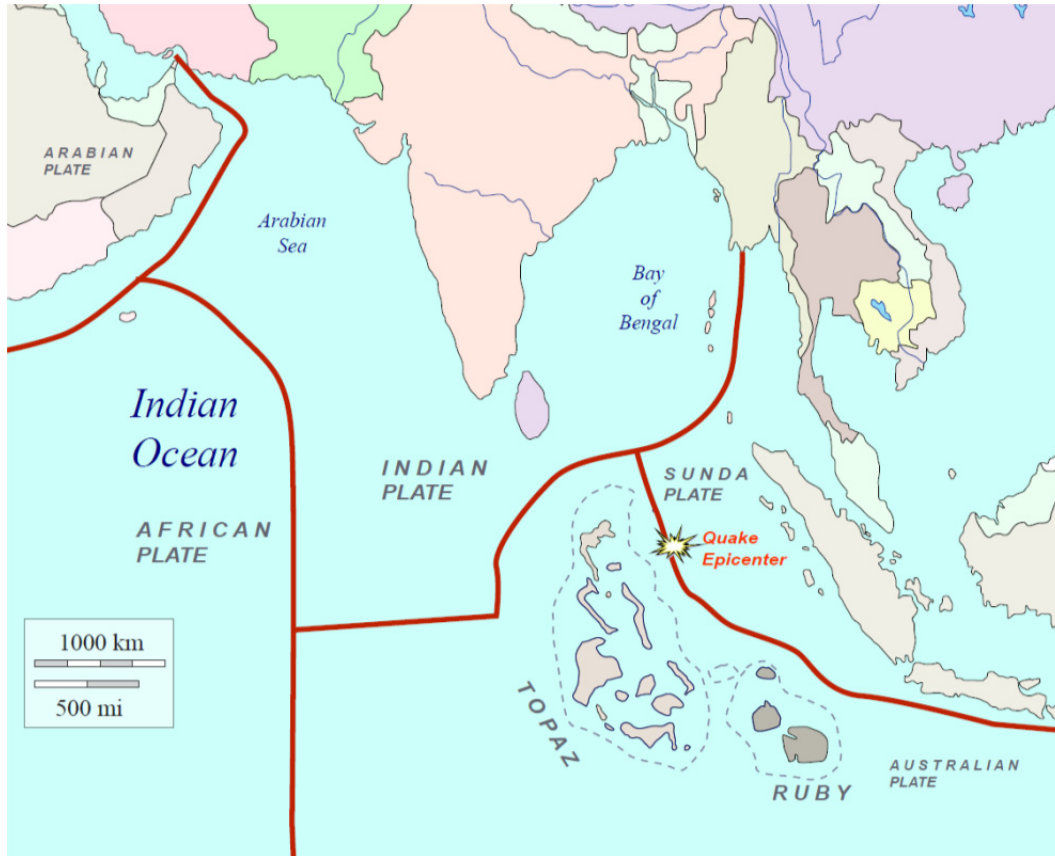 ARABIAN
PLATE
Arabian
Sea
Bay
of
Bengal
Indian
Ocean
INDIAN
PLATE
SUNDA
PLATE
AFRICAN
PLATE
Quake
Epicenter
1000 km
500 mi
TOPAZ
RUBY
AUSTRALIAN
PLATE